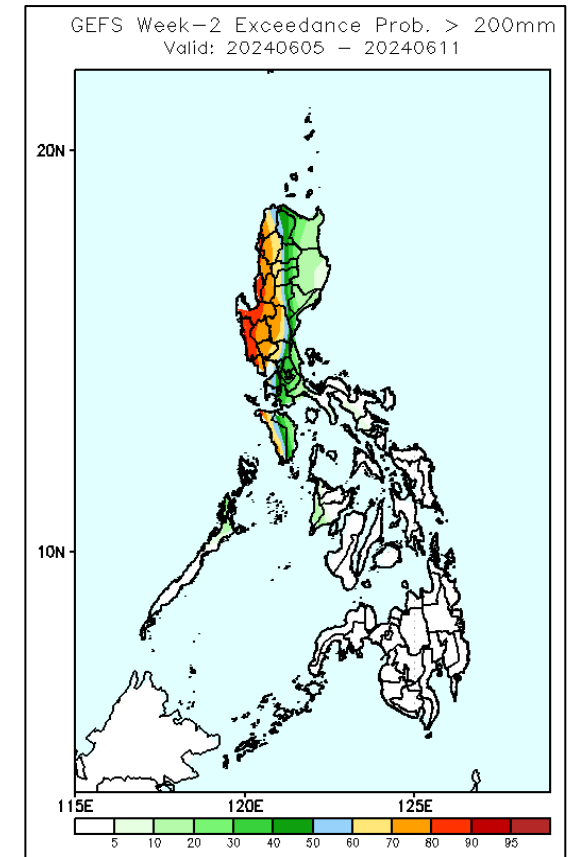 GEFS Week-2 Exceedance Prob. > 200mm
Valid: 20240605 - 20240611
20N
10N
115E 120E 125E
5 10 20 30 40 50 60 70 80 90 95